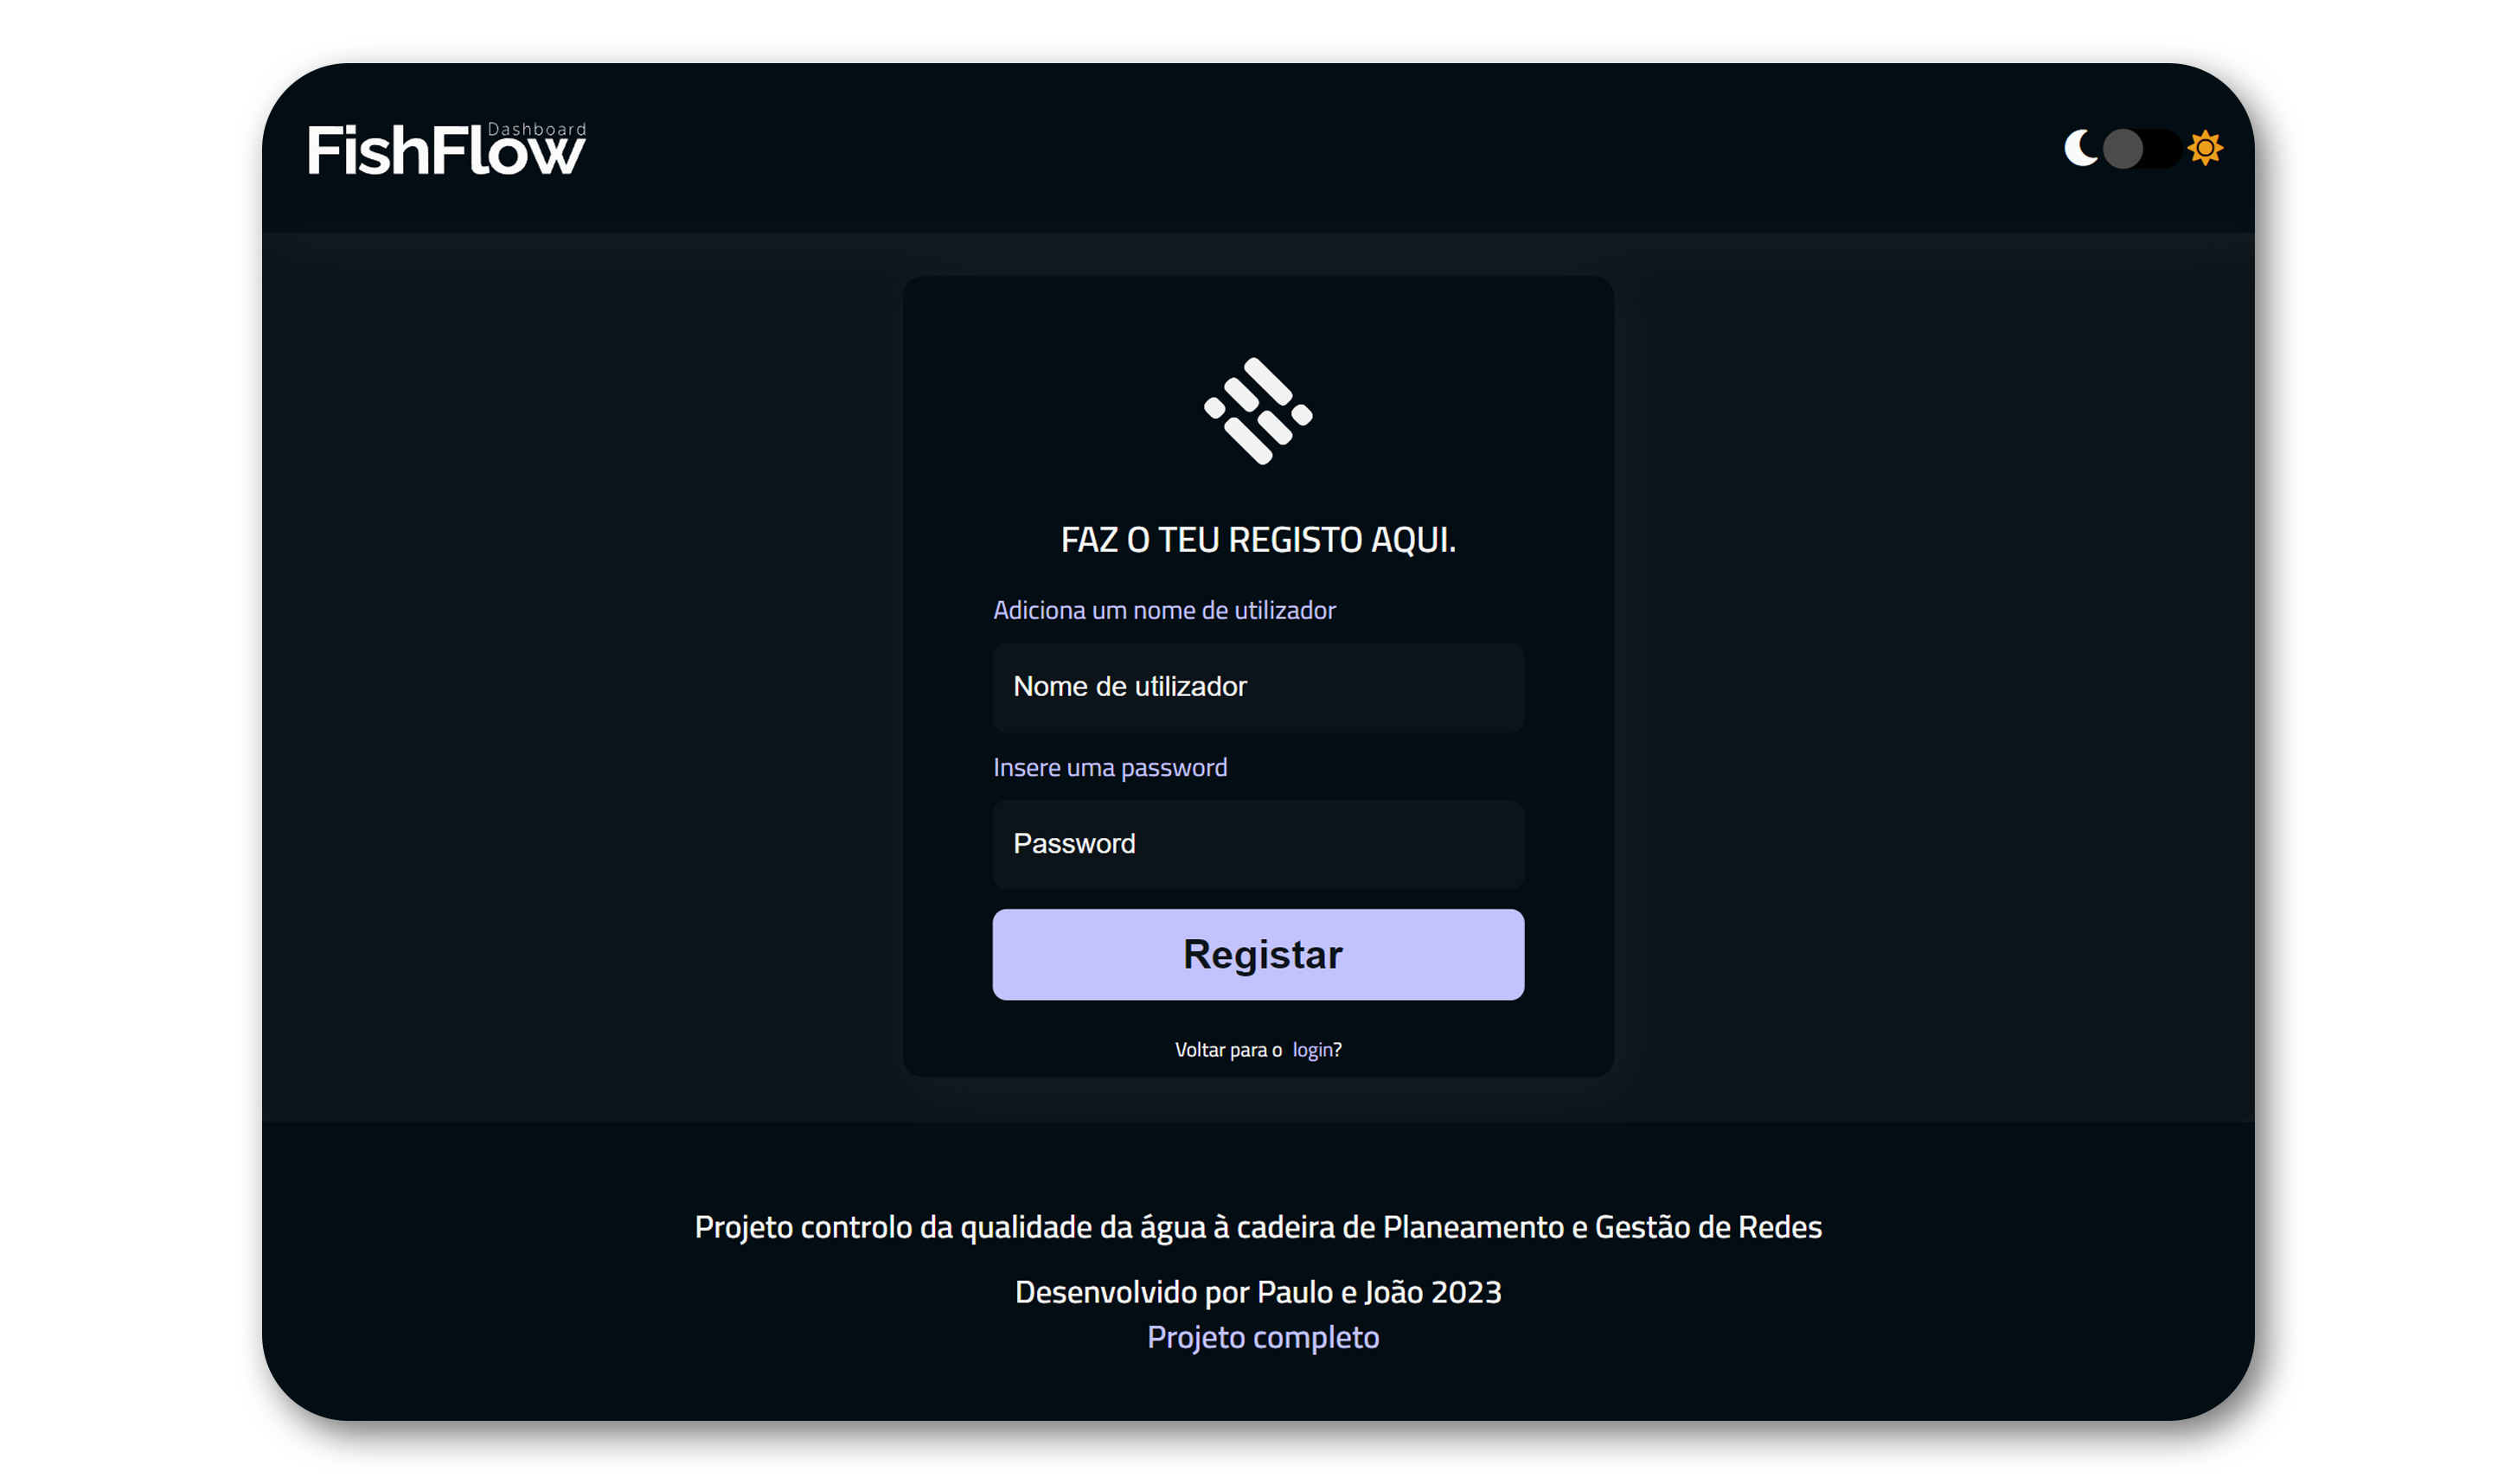 Dashboard
FishFlow
FAZ O TEU REGISTO AQUI.
Adiciona um nome de utilizador
Nome de utilizador
Insere uma password
Password
Registar
Voltar para o login?
Projeto controlo da qualidade da água à cadeira de Planeamento e Gestão de Redes
Desenvolvido por Paulo e João 2023
Projeto completo